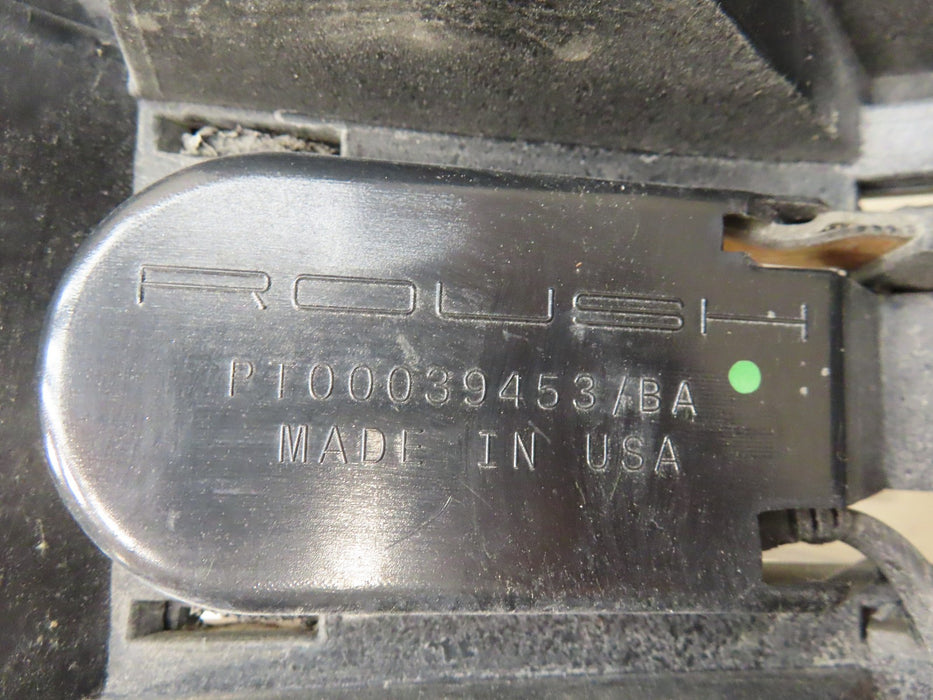 ROUSH
PT00039453/BA
MADE IN USA